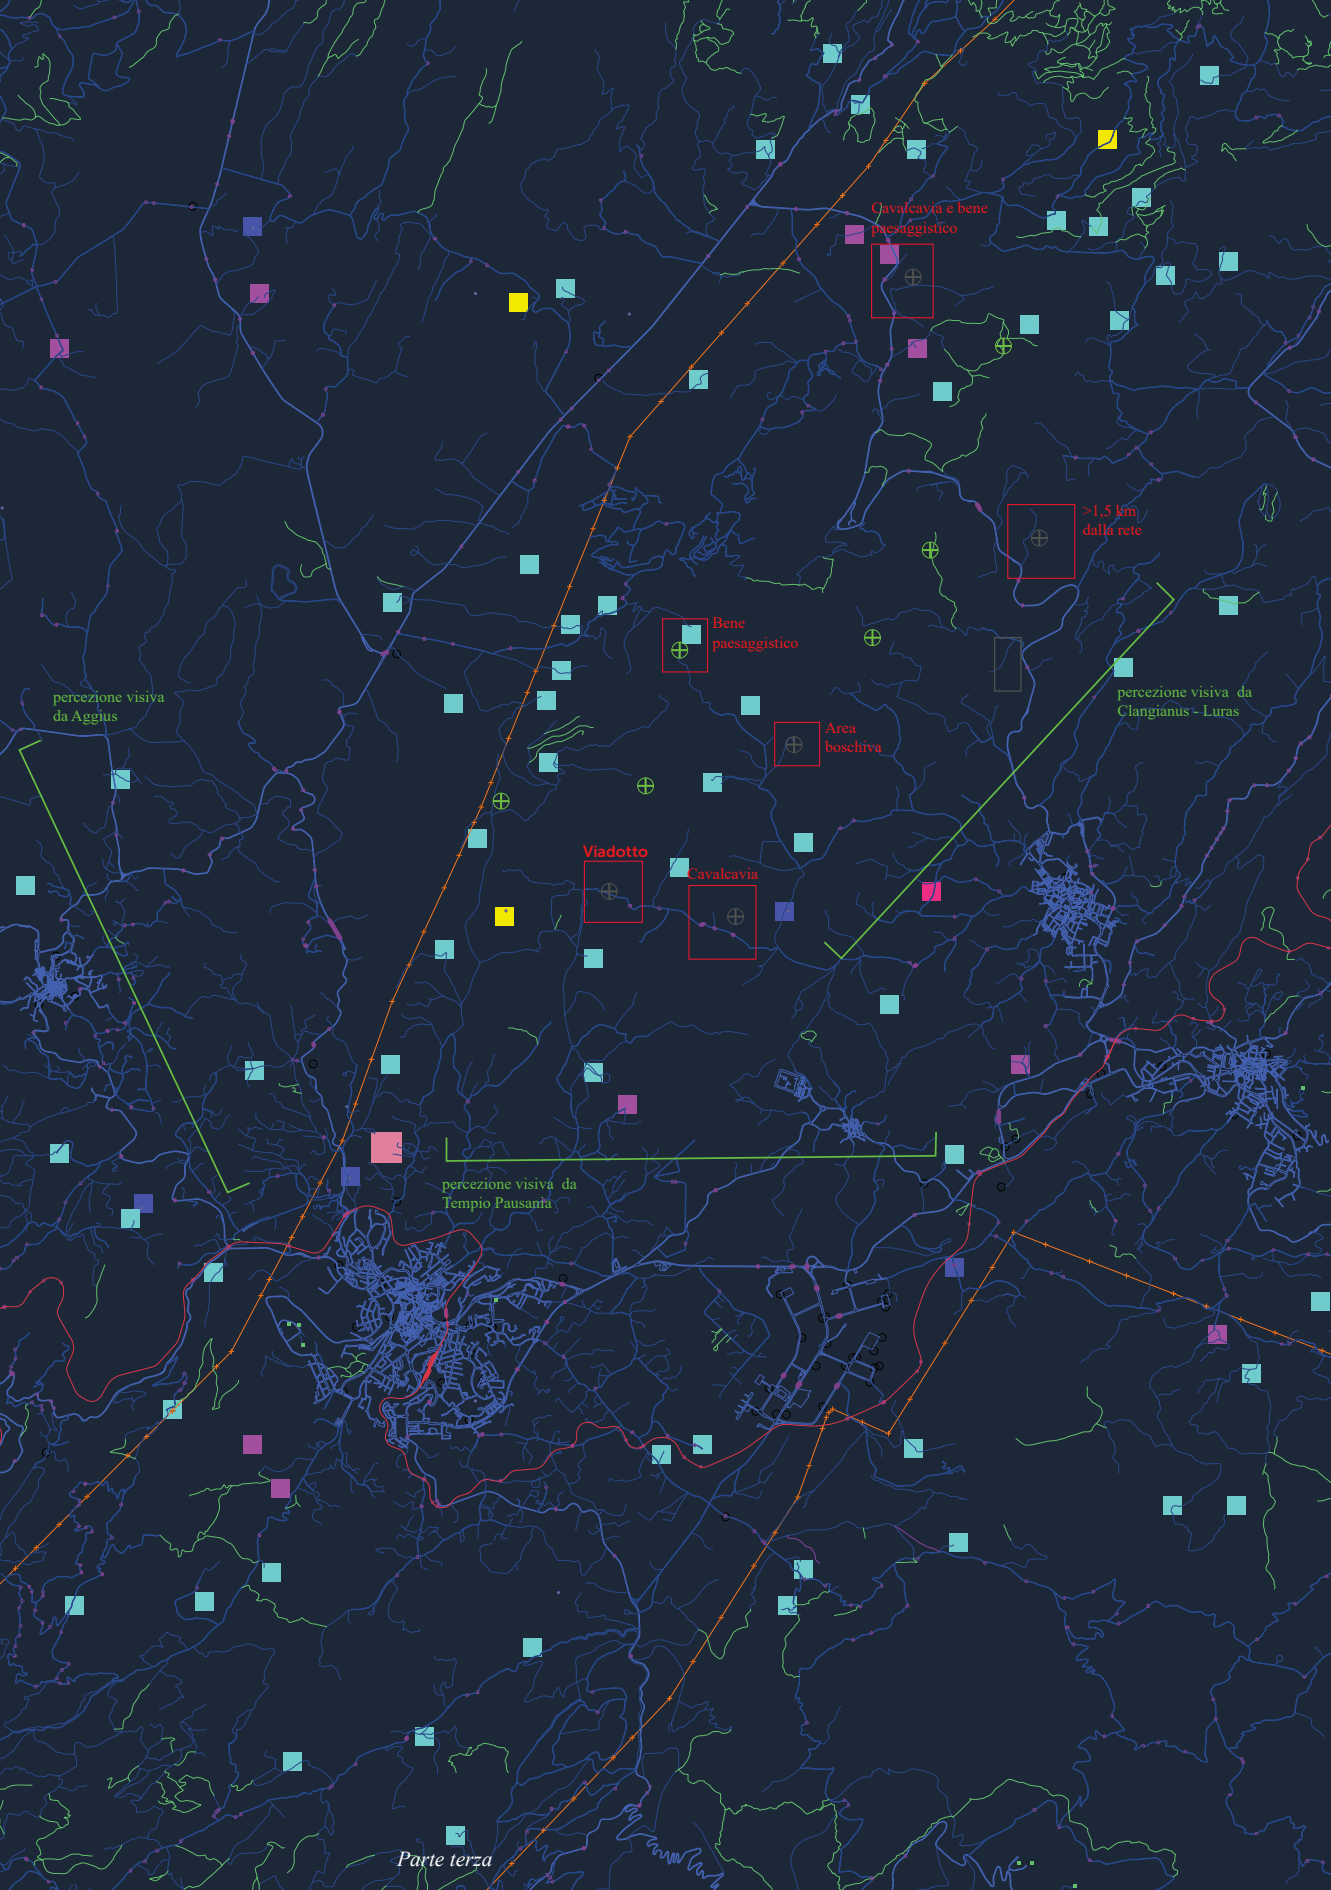 Cavalcavia e bene
paesaggistico
>1,5 km
dalla rete
Bene
paesaggistico
percezione visiva
da Aggius
percezione visiva  da
Clangianus - Luras
Area
boschiva
Viadotto
Cavalcavia
percezione visiva  da
Tempio Pausania
Parte terza